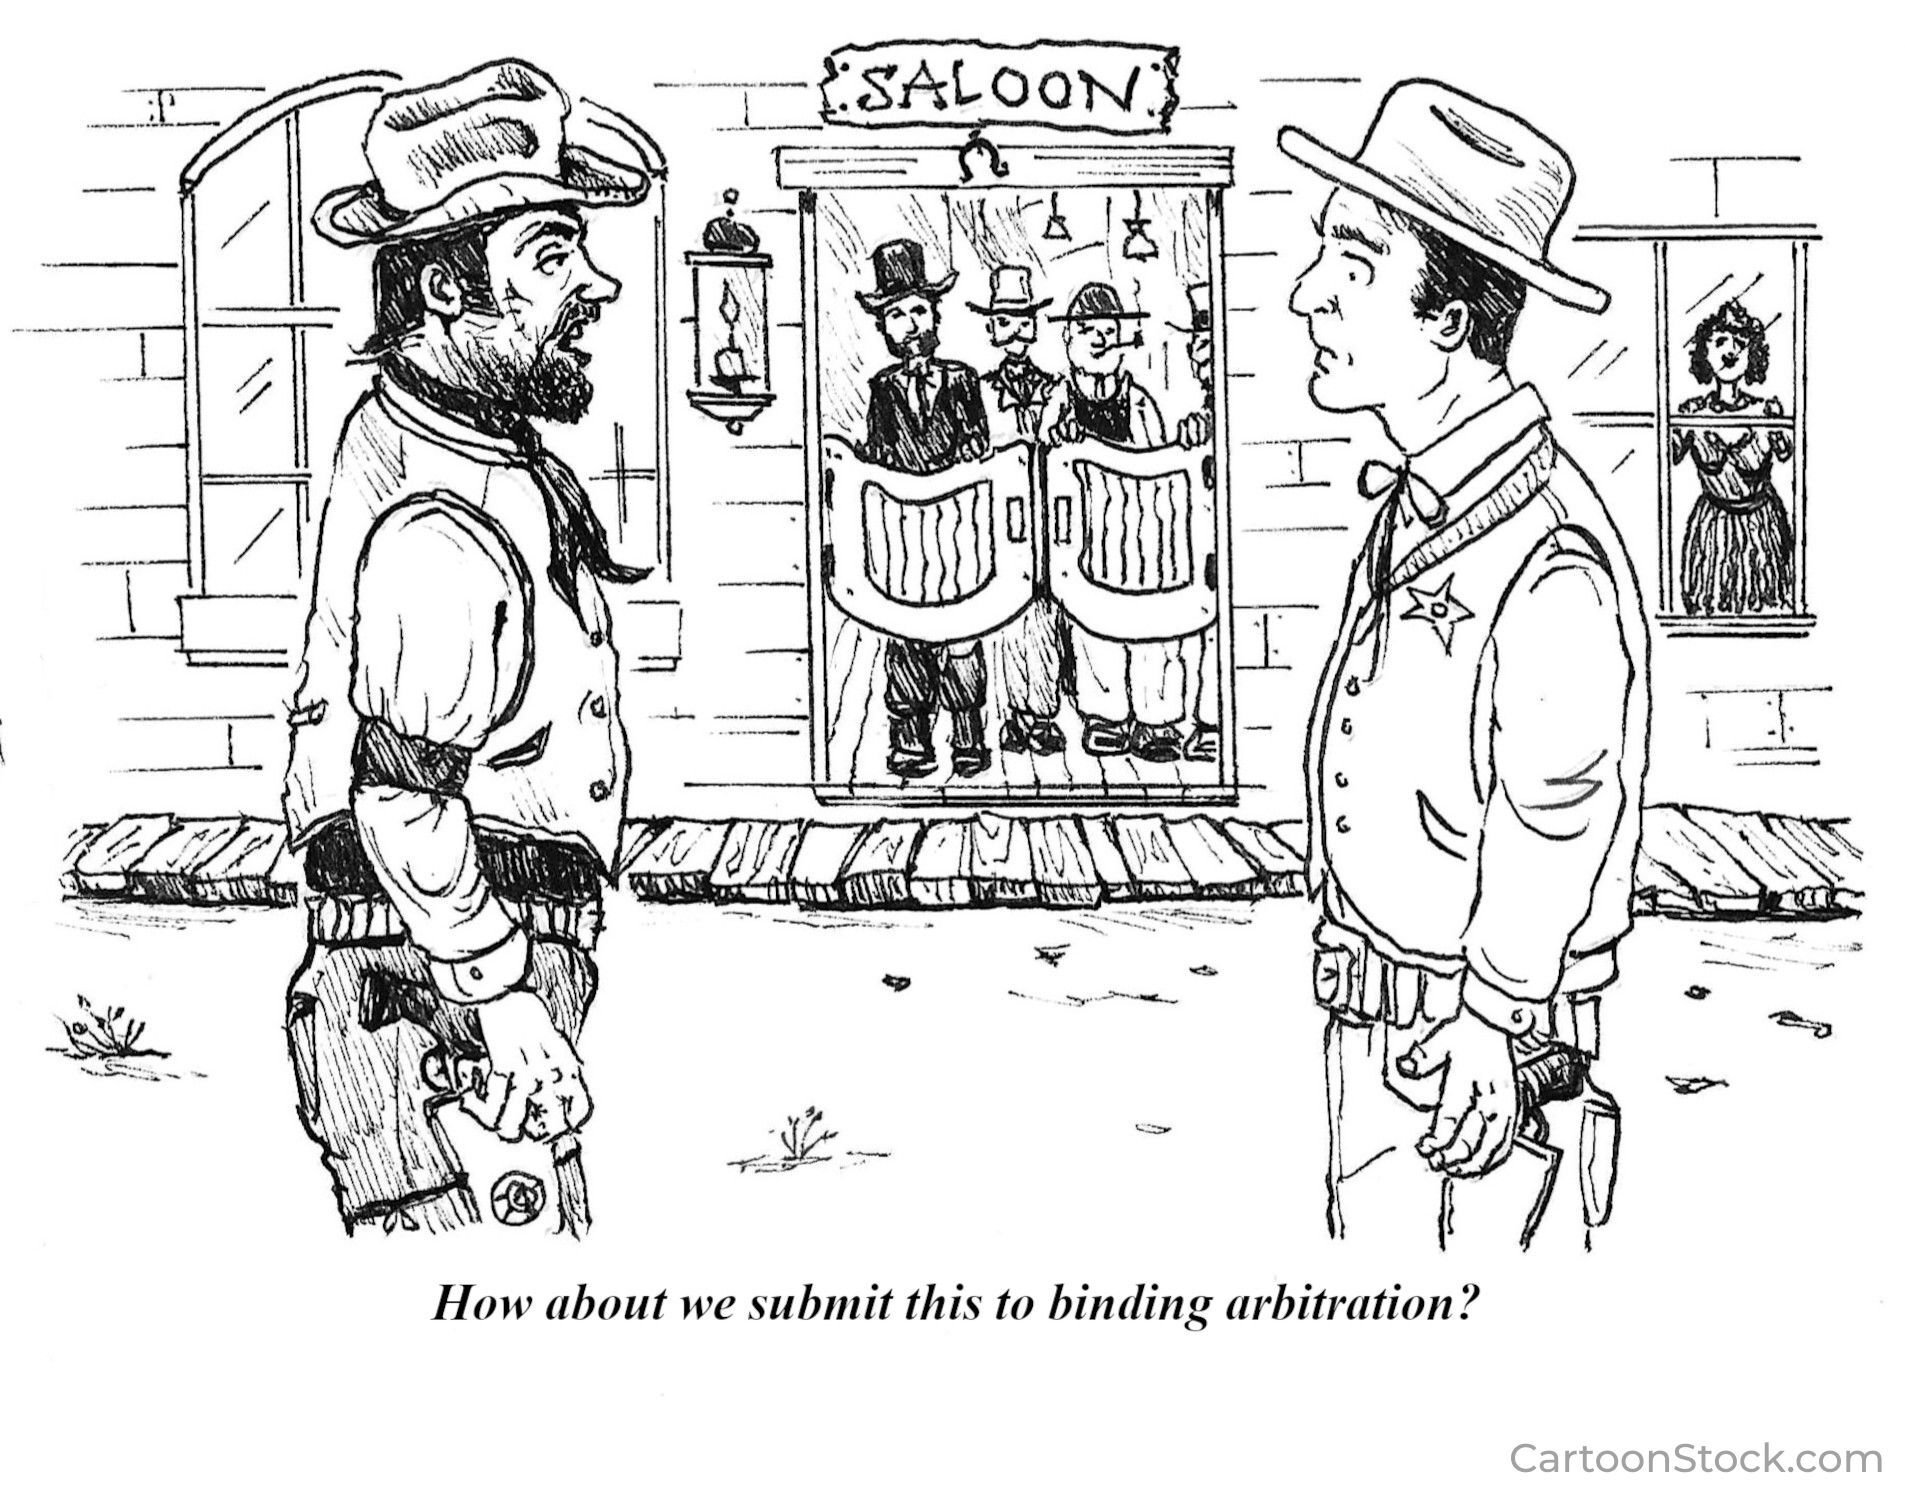 SALOON
How about we submit this to binding arbitration?
CartoonStock.com